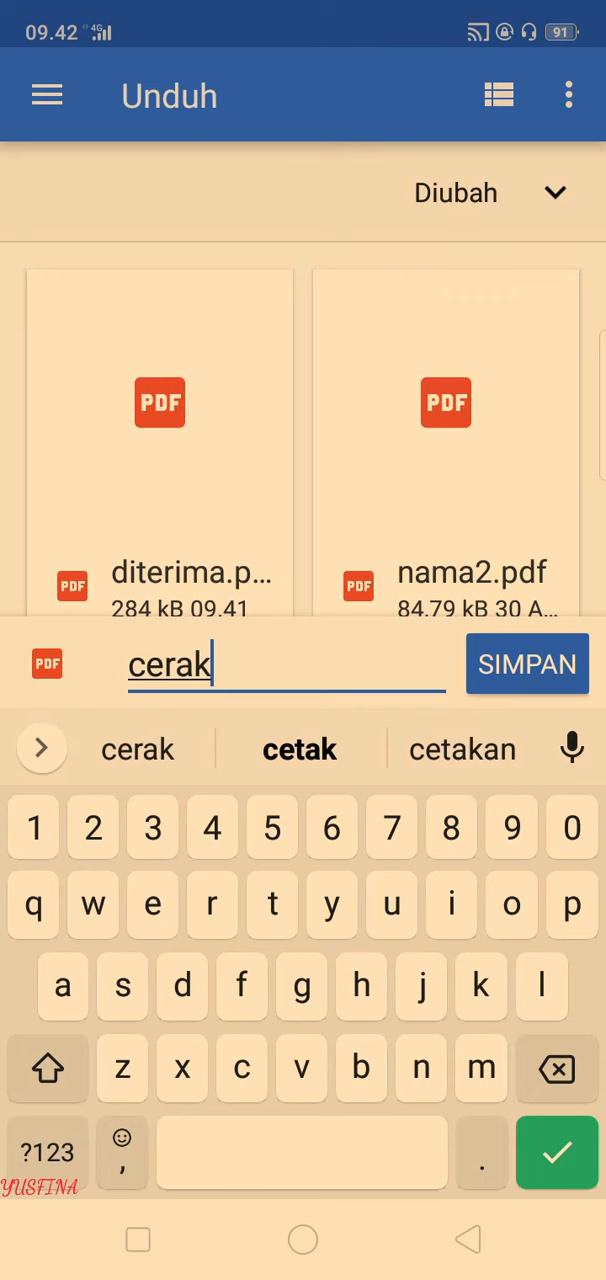 09.42 4G 91
Unduh
Diubah
PDF PDF
PDF diterima.p... PDF nama2.pdf
284 kB 09.41 84.79 kB 30 A...
PDF cerak SIMPAN
cerak cetak cetakan
1 2 3 4 5 6 7 8 9 0
q w e r t y u i o p
a s d f g h j k l
z x c v b n m
?123 , .
YUSFINA